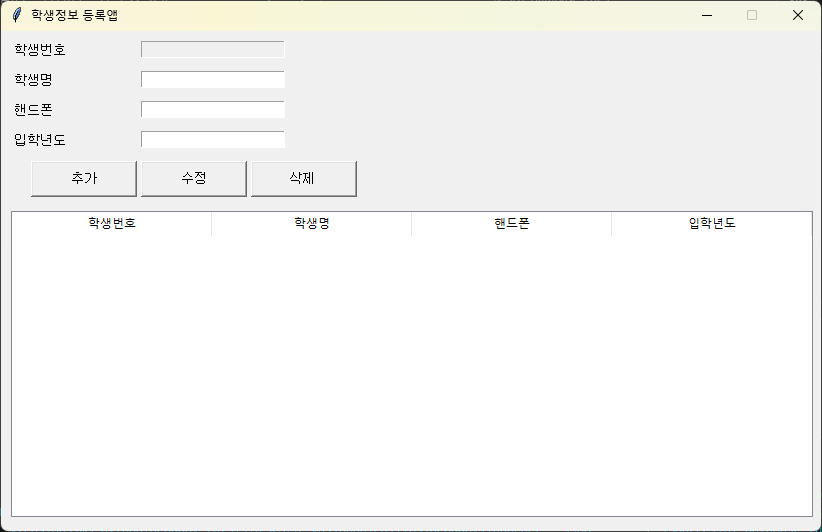 학생정보 등록앱
학생번호
학생명
핸드폰
입학년도
추가 수정 삭제
학생번호 학생명 핸드폰 입학년도